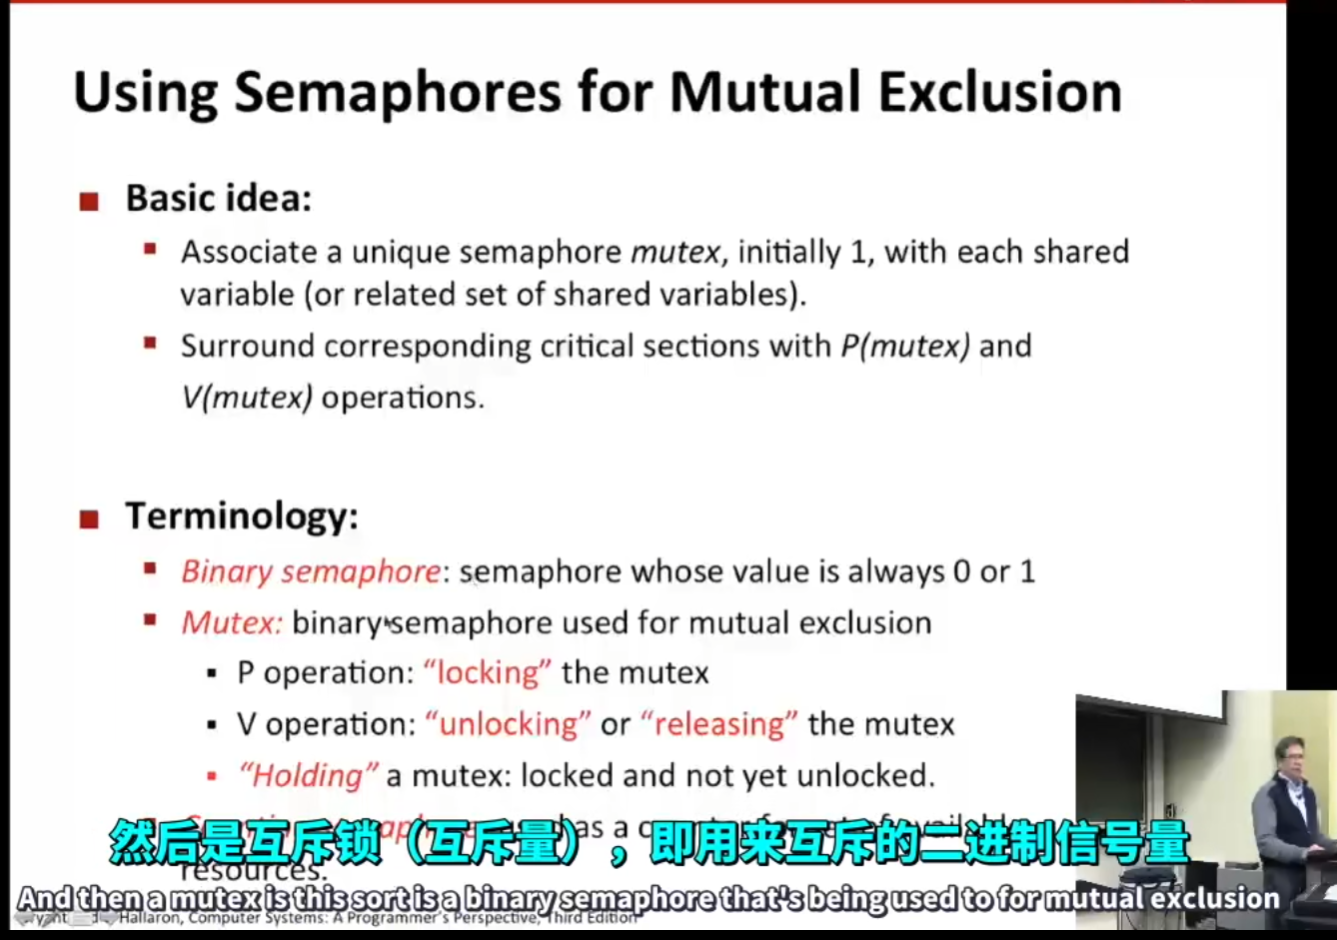 Using Semaphores for Mutual Exclusion
Basic idea:
Associate a unique semaphore mutex, initially 1, with each shared
variable (or related set of shared variables).
Surround corresponding critical sections with P(mutex) and
V(mutex) operations.
Terminology:
Binary semaphore: semaphore whose value is always 0 or 1
Mutex: binary semaphore used for mutual exclusion
P operation: “locking” the mutex
V operation: “unlocking” or “releasing” the mutex
“Holding” a mutex: locked and not yet unlocked.
as a
然后是互斥锁（互斥量），即用来互斥的二进制信号量
resources.
And then a mutex is this sort is a binary semaphore that's being used to for mutual exclusion
Hallaron, Computer Systems: A Programmer's Perspective, Third Edition